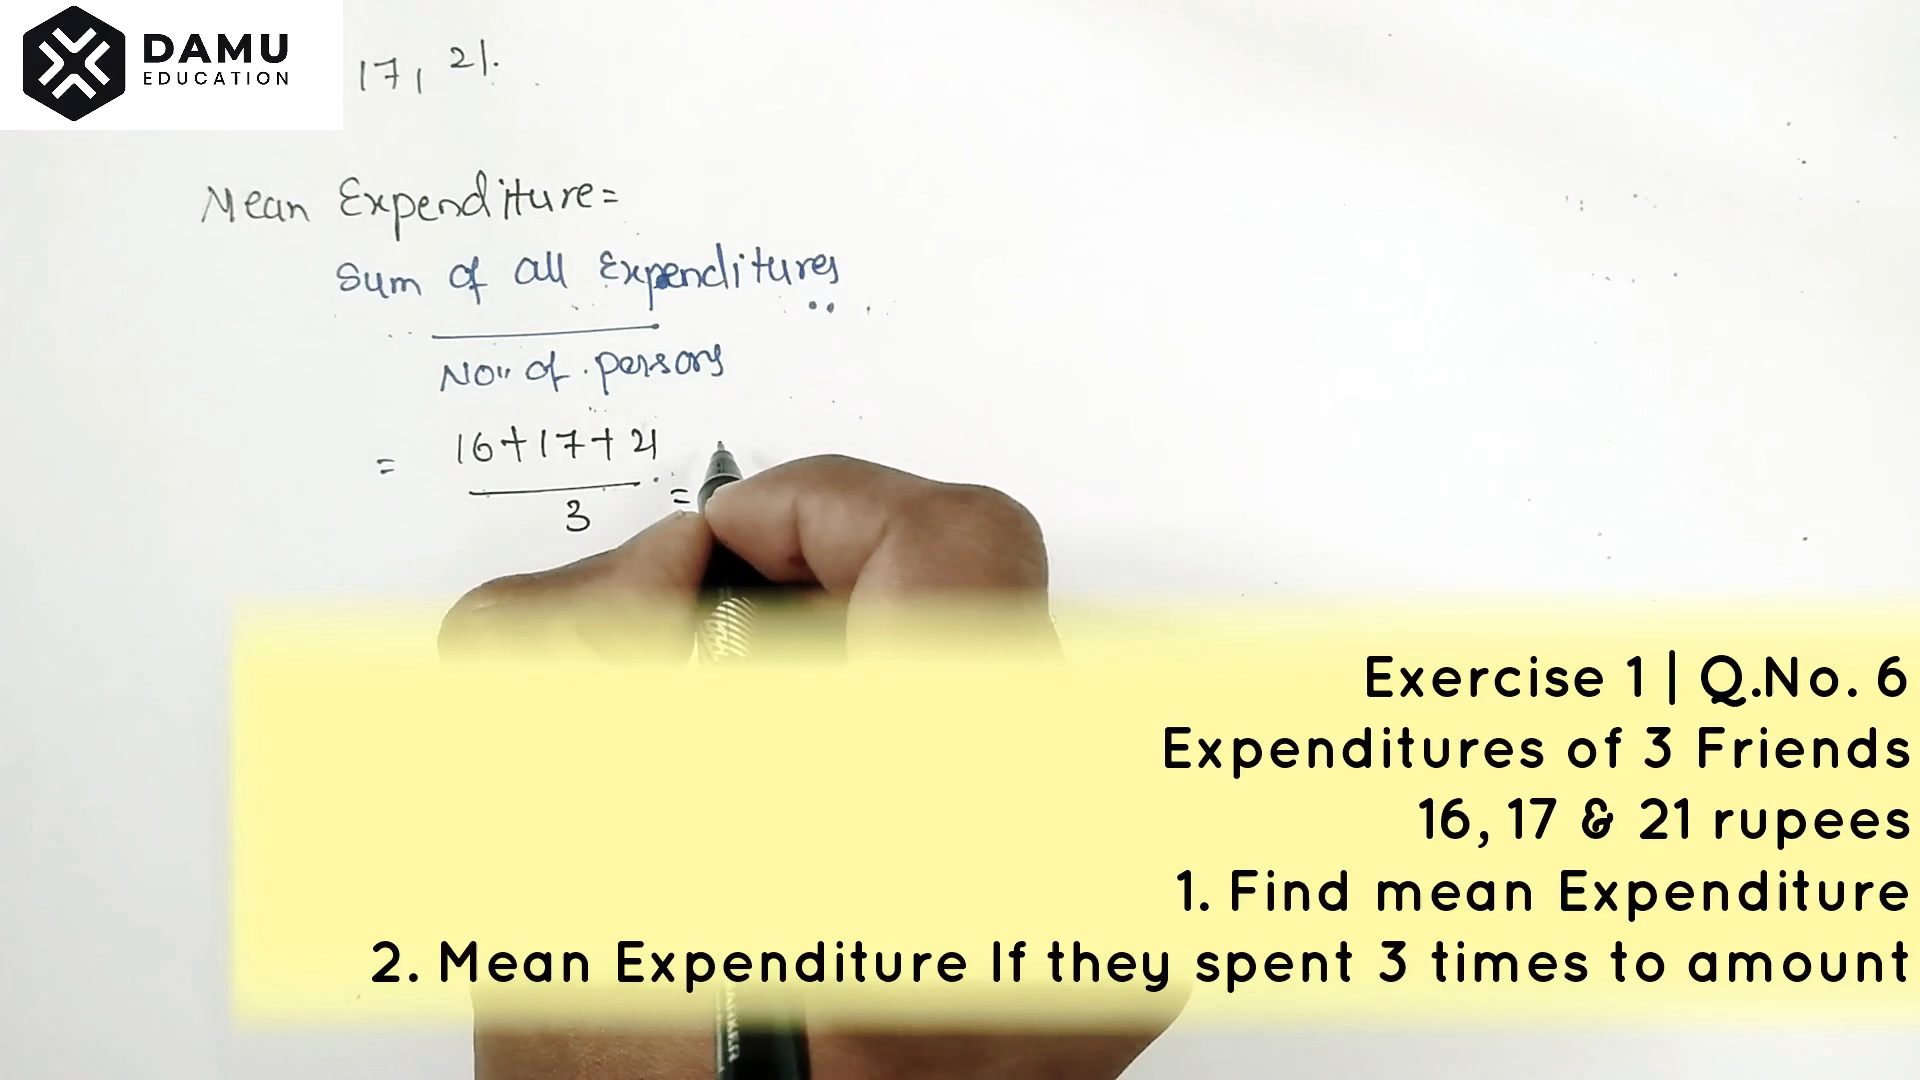 DAMU
EDUCATION
17, 21.
Mean Expenditure=
Sum of all Expenditures
No" of persons
= 16+17+21
3 =
Exercise 1 | Q.No. 6
Expenditures of 3 Friends
16, 17 & 21 rupees
1. Find mean Expenditure
2. Mean Expenditure If they spent 3 times to amount